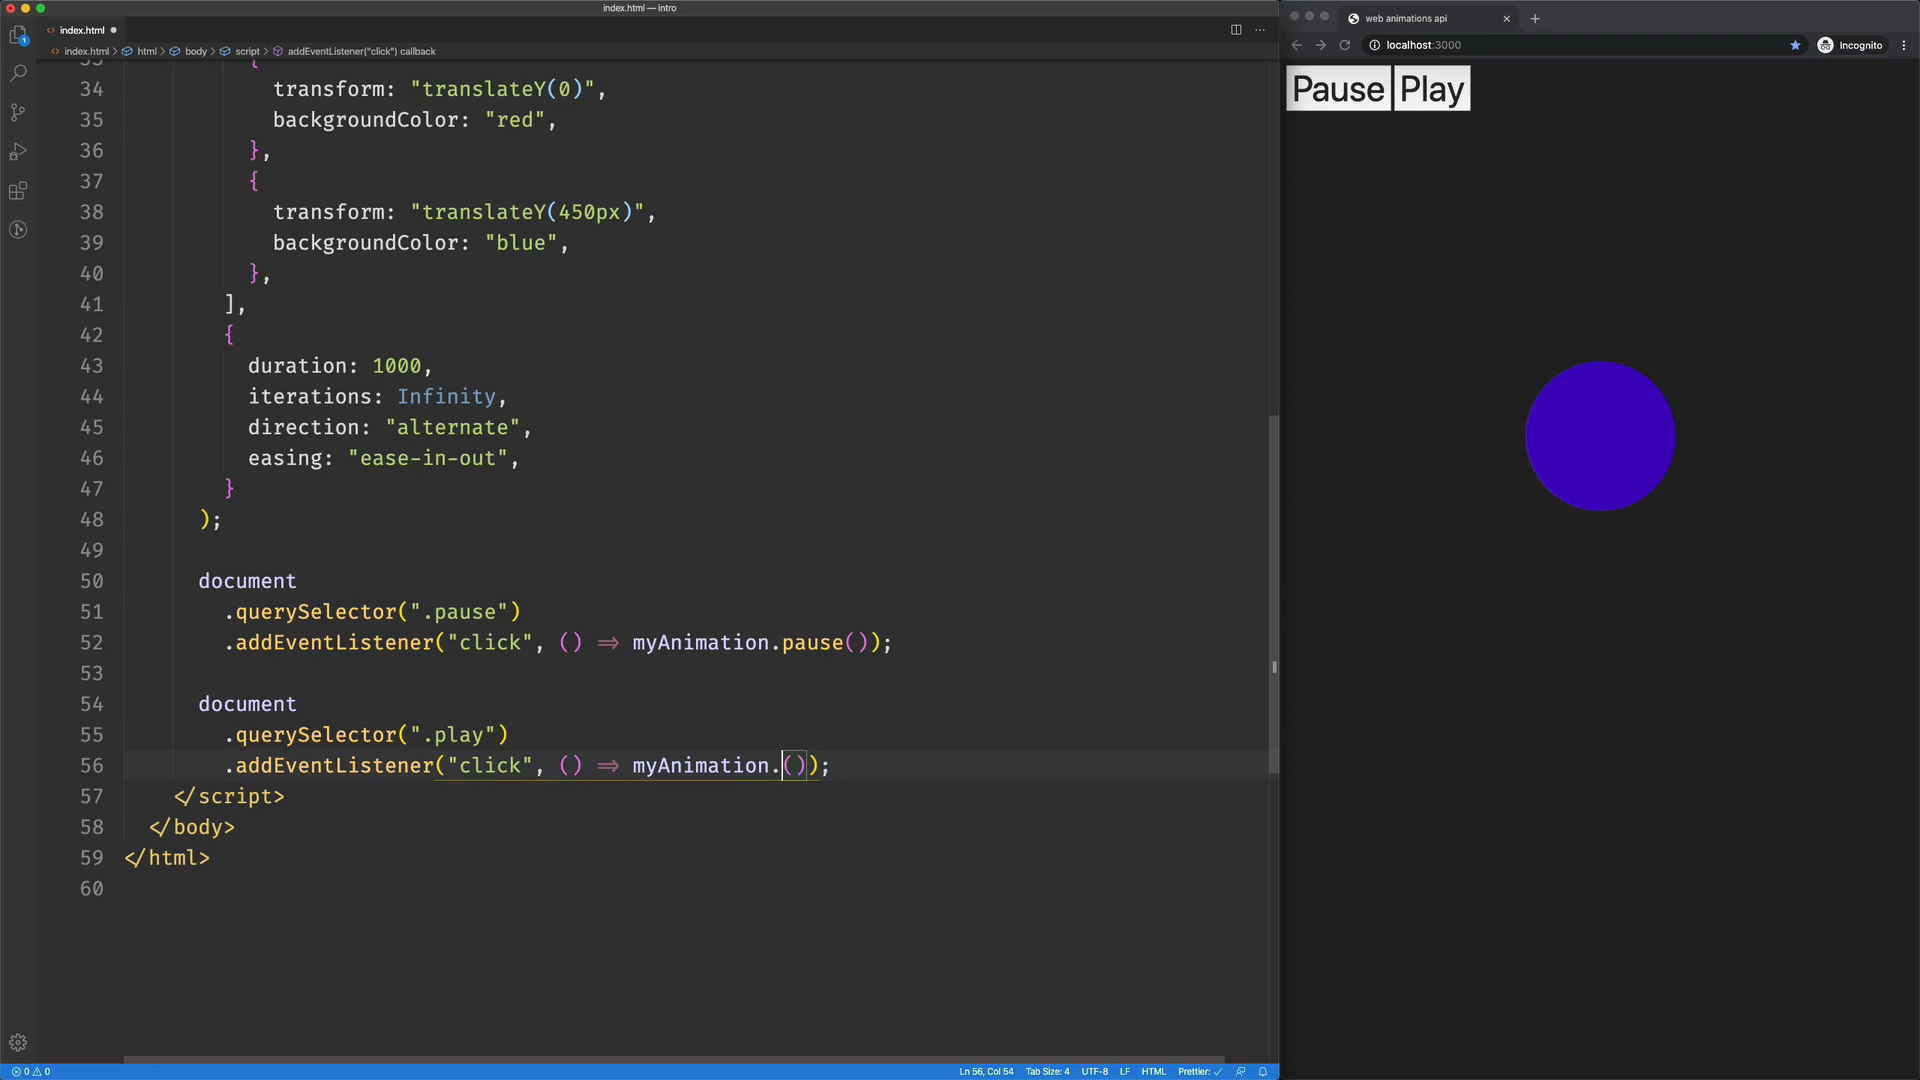 index.html — intro
index.html
index.html > html > body > script > addEventListener("click") callback
33 {
34 transform: "translateY(0)",
35 backgroundColor: "red",
36 },
37 {
38 transform: "translateY(450px)",
39 backgroundColor: "blue",
40 },
41 ],
42 {
43 duration: 1000,
44 iterations: Infinity,
45 direction: "alternate",
46 easing: "ease-in-out",
47 }
48 );
49
50 document
51 .querySelector(".pause")
52 .addEventListener("click", () => myAnimation.pause());
53
54 document
55 .querySelector(".play")
56 .addEventListener("click", () => myAnimation.());
57 </script>
58 </body>
59 </html>
60
1
0 0
Ln 56, Col 54 Tab Size: 4 UTF-8 LF HTML Prettier: ✓
web animations api
localhost:3000 Incognito
Pause Play